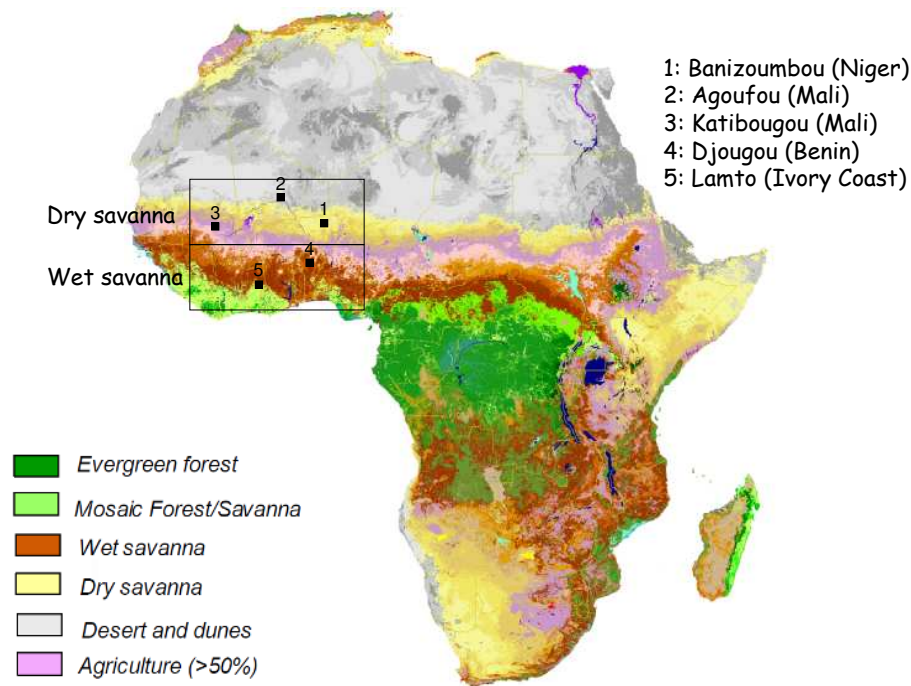 1: Banizoumbou (Niger)
2: Agoufou (Mali)
3: Katibougou (Mali)
4: Djougou (Benin)
5: Lamto (Ivory Coast)
2
Dry savanna
3
1
4
Wet savanna
5
Evergreen forest
Mosaic Forest/Savanna
Wet savanna
Dry savanna
Desert and dunes
Agriculture (>50%)